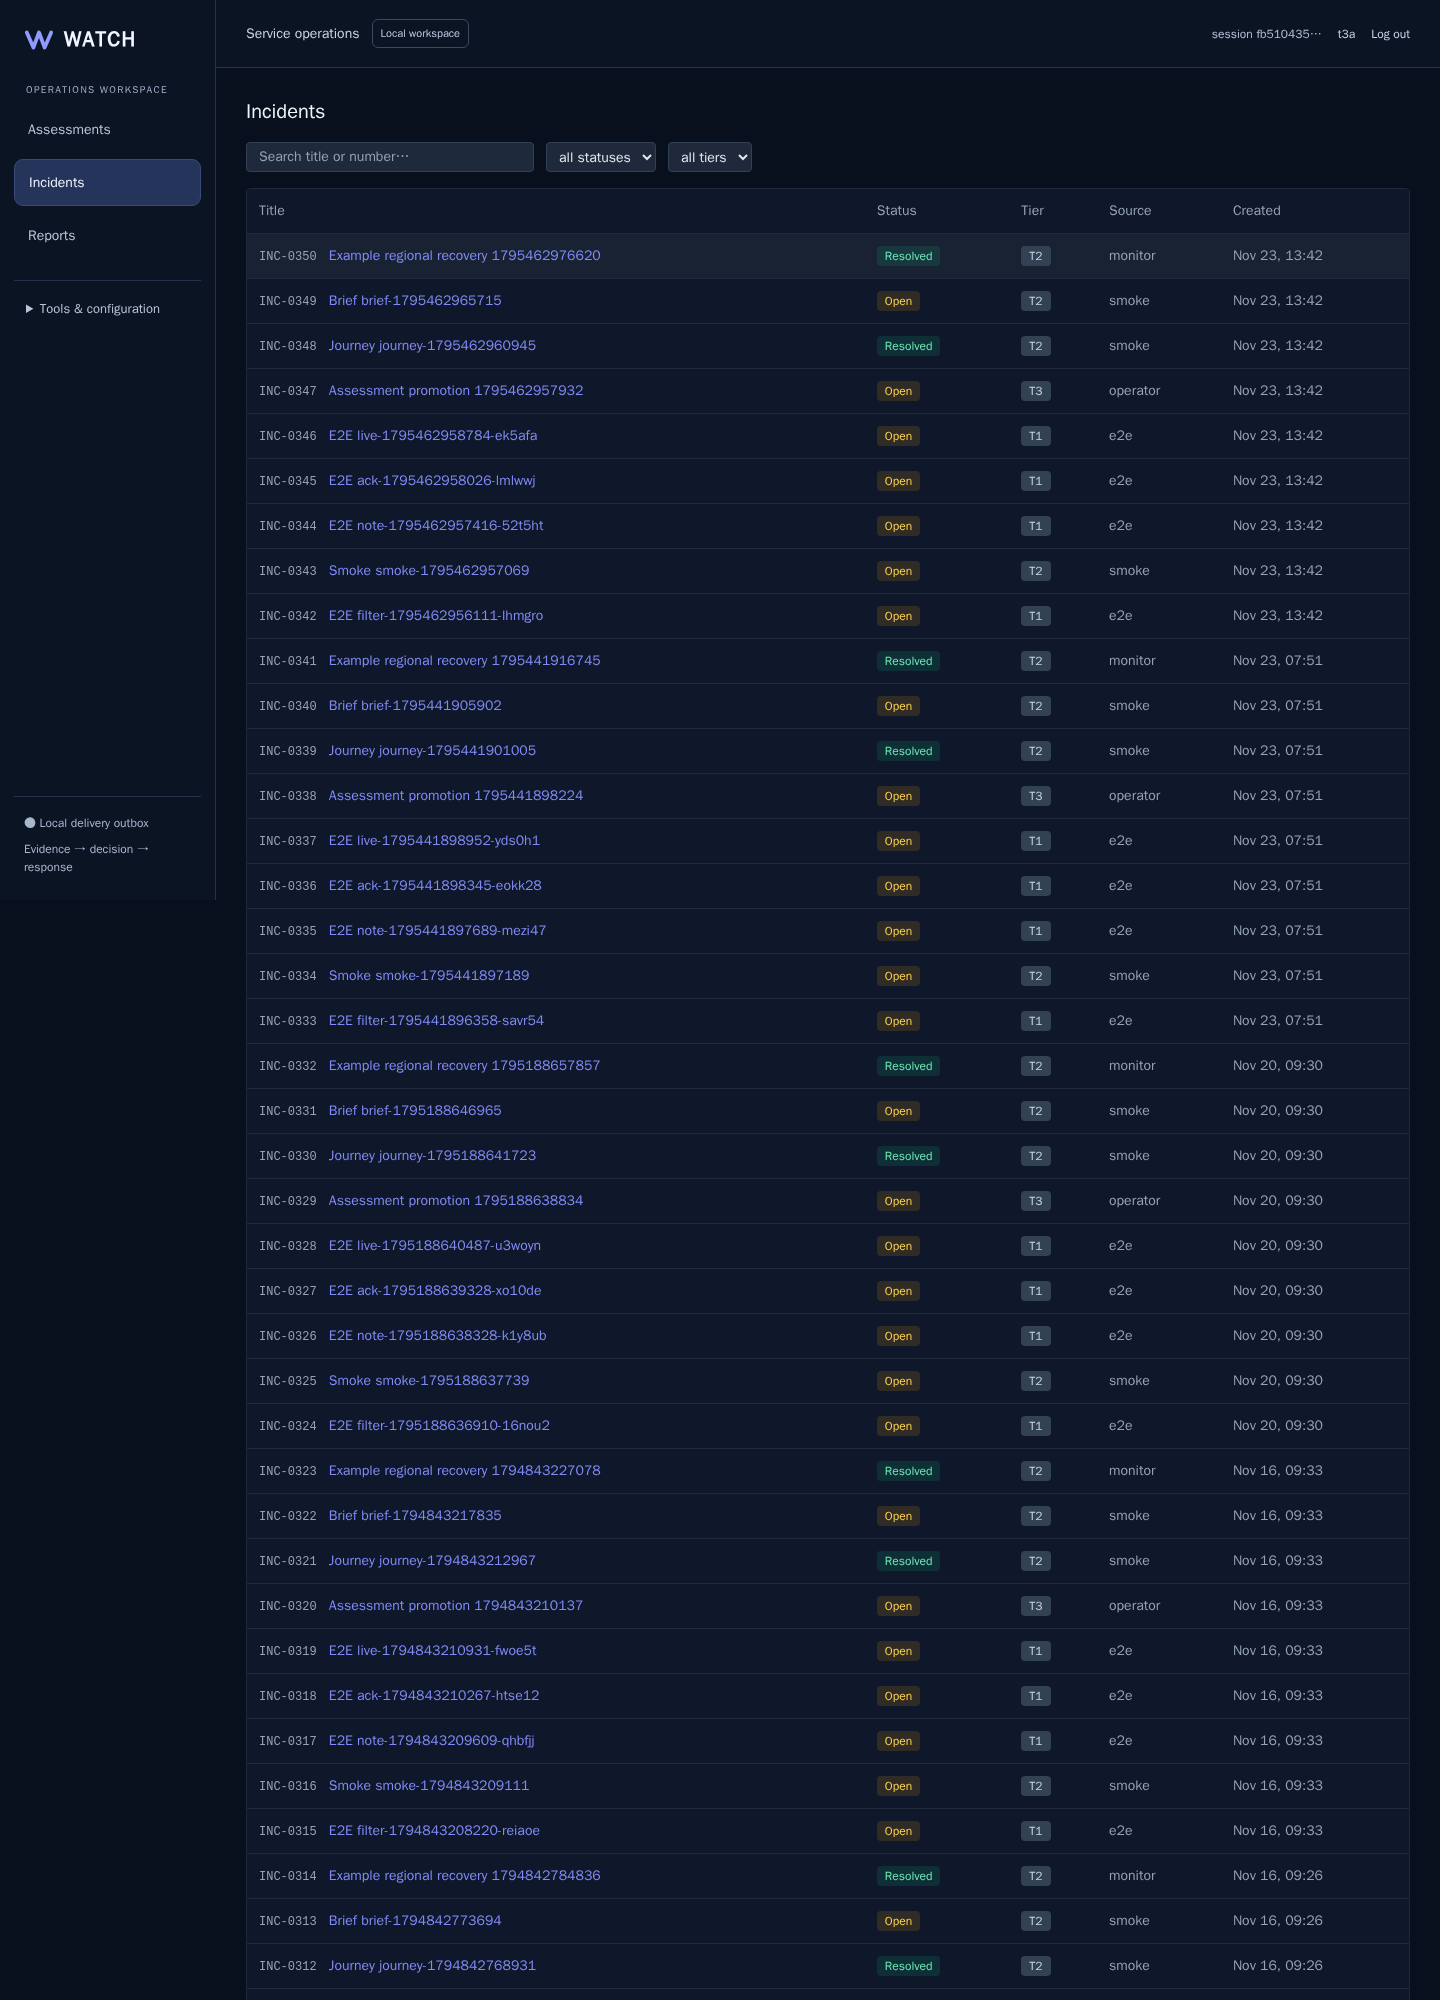 WATCH
OPERATIONS WORKSPACE
Assessments
Incidents
Reports
▶ Tools & configuration
Local delivery outbox
Evidence → decision →
response
Service operations Local workspace session fb510435… t3a Log out
Incidents
Search title or number… all statuses all tiers
Title Status Tier Source Created
INC-0350 Example regional recovery 1795462976620 Resolved T2 monitor Nov 23, 13:42
INC-0349 Brief brief-1795462965715 Open T2 smoke Nov 23, 13:42
INC-0348 Journey journey-1795462960945 Resolved T2 smoke Nov 23, 13:42
INC-0347 Assessment promotion 1795462957932 Open T3 operator Nov 23, 13:42
INC-0346 E2E live-1795462958784-ek5afa Open T1 e2e Nov 23, 13:42
INC-0345 E2E ack-1795462958026-lmlwwj Open T1 e2e Nov 23, 13:42
INC-0344 E2E note-1795462957416-52t5ht Open T1 e2e Nov 23, 13:42
INC-0343 Smoke smoke-1795462957069 Open T2 smoke Nov 23, 13:42
INC-0342 E2E filter-1795462956111-lhmgro Open T1 e2e Nov 23, 13:42
INC-0341 Example regional recovery 1795441916745 Resolved T2 monitor Nov 23, 07:51
INC-0340 Brief brief-1795441905902 Open T2 smoke Nov 23, 07:51
INC-0339 Journey journey-1795441901005 Resolved T2 smoke Nov 23, 07:51
INC-0338 Assessment promotion 1795441898224 Open T3 operator Nov 23, 07:51
INC-0337 E2E live-1795441898952-yds0h1 Open T1 e2e Nov 23, 07:51
INC-0336 E2E ack-1795441898345-eokk28 Open T1 e2e Nov 23, 07:51
INC-0335 E2E note-1795441897689-mezi47 Open T1 e2e Nov 23, 07:51
INC-0334 Smoke smoke-1795441897189 Open T2 smoke Nov 23, 07:51
INC-0333 E2E filter-1795441896358-savr54 Open T1 e2e Nov 23, 07:51
INC-0332 Example regional recovery 1795188657857 Resolved T2 monitor Nov 20, 09:30
INC-0331 Brief brief-1795188646965 Open T2 smoke Nov 20, 09:30
INC-0330 Journey journey-1795188641723 Resolved T2 smoke Nov 20, 09:30
INC-0329 Assessment promotion 1795188638834 Open T3 operator Nov 20, 09:30
INC-0328 E2E live-1795188640487-u3woyn Open T1 e2e Nov 20, 09:30
INC-0327 E2E ack-1795188639328-xo10de Open T1 e2e Nov 20, 09:30
INC-0326 E2E note-1795188638328-k1y8ub Open T1 e2e Nov 20, 09:30
INC-0325 Smoke smoke-1795188637739 Open T2 smoke Nov 20, 09:30
INC-0324 E2E filter-1795188636910-16nou2 Open T1 e2e Nov 20, 09:30
INC-0323 Example regional recovery 1794843227078 Resolved T2 monitor Nov 16, 09:33
INC-0322 Brief brief-1794843217835 Open T2 smoke Nov 16, 09:33
INC-0321 Journey journey-1794843212967 Resolved T2 smoke Nov 16, 09:33
INC-0320 Assessment promotion 1794843210137 Open T3 operator Nov 16, 09:33
INC-0319 E2E live-1794843210931-fwoe5t Open T1 e2e Nov 16, 09:33
INC-0318 E2E ack-1794843210267-htse12 Open T1 e2e Nov 16, 09:33
INC-0317 E2E note-1794843209609-qhbfjj Open T1 e2e Nov 16, 09:33
INC-0316 Smoke smoke-1794843209111 Open T2 smoke Nov 16, 09:33
INC-0315 E2E filter-1794843208220-reiaoe Open T1 e2e Nov 16, 09:33
INC-0314 Example regional recovery 1794842784836 Resolved T2 monitor Nov 16, 09:26
INC-0313 Brief brief-1794842773694 Open T2 smoke Nov 16, 09:26
INC-0312 Journey journey-1794842768931 Resolved T2 smoke Nov 16, 09:26